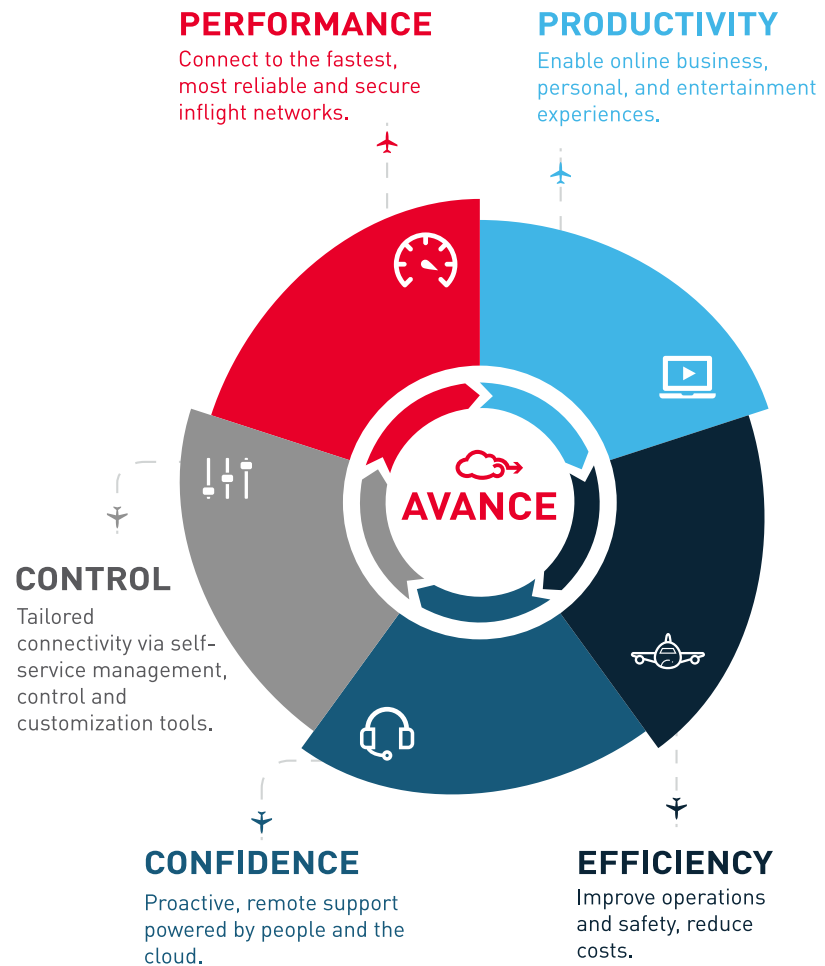 PERFORMANCE
Connect to the fastest,
most reliable and secure
inflight networks.
PRODUCTIVITY
Enable online business,
personal, and entertainment
experiences.
AVANCE
CONTROL
Tailored
connectivity via self-
service management,
control and
customization tools.
CONFIDENCE
Proactive, remote support
powered by people and the
cloud.
EFFICIENCY
Improve operations
and safety, reduce
costs.